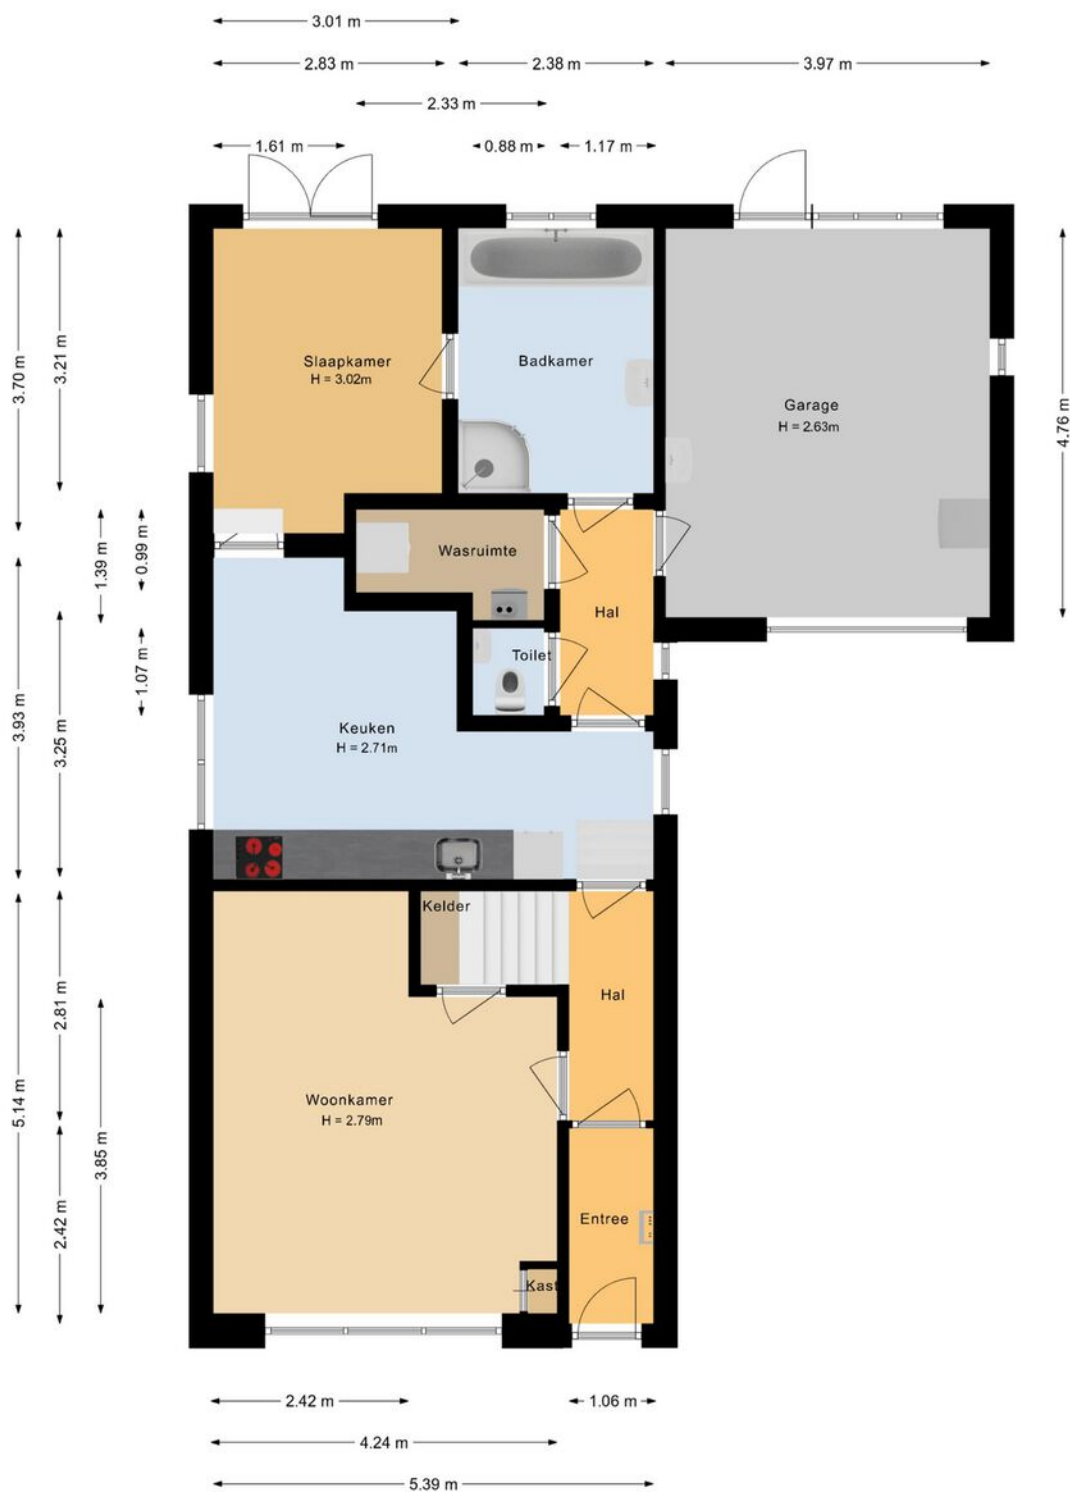 3.01 m
2.83 m
2.38 m
3.97 m
2.33 m
1.61 m
0.88 m
1.17 m
3.70 m
3.21 m
4.76 m
Slaapkamer
H = 3.02m
Badkamer
Garage
H = 2.63m
1.39 m
0.99 m
Wasruimte
Hal
1.07 m
Toilet
3.93 m
3.25 m
Keuken
H = 2.71m
Kelder
Hal
2.81 m
5.14 m
3.85 m
Woonkamer
H = 2.79m
2.42 m
Entree
Kast
2.42 m
1.06 m
4.24 m
5.39 m